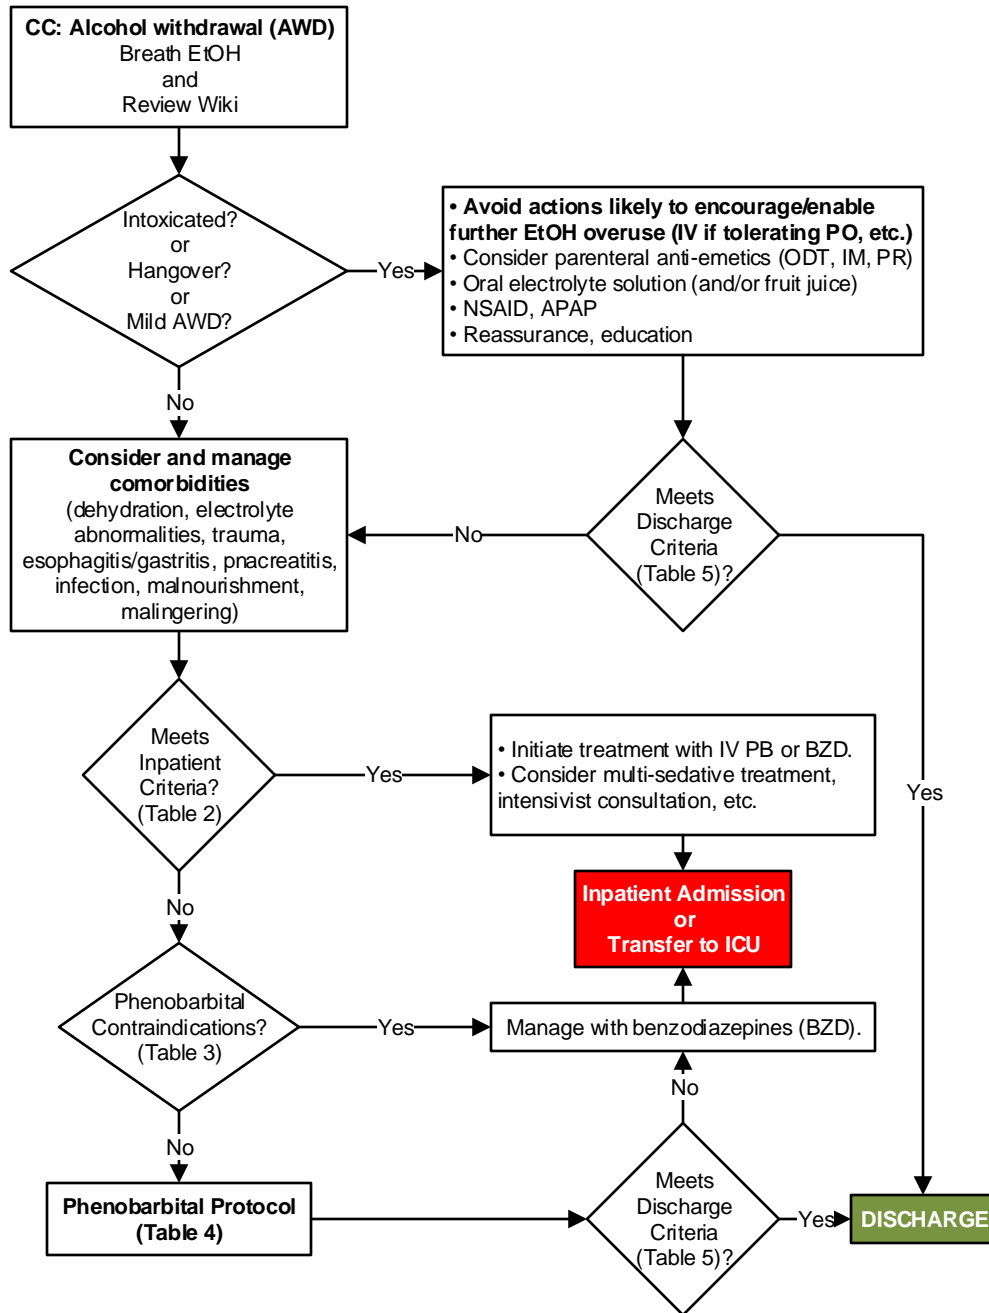 CC: Alcohol withdrawal (AWD)
Breath EtOH
and
Review Wiki
Intoxicated?
or
Hangover?
or
Mild AWD?
Yes
• Avoid actions likely to encourage/enable
further EtOH overuse (IV if tolerating PO, etc.)
• Consider parenteral anti-emetics (ODT, IM, PR)
• Oral electrolyte solution (and/or fruit juice)
• NSAID, APAP
• Reassurance, education
No
Consider and manage
comorbidities
(dehydration, electrolyte
abnormalities, trauma,
esophagitis/gastritis, pnacreatitis,
infection, malnourishment,
malingering)
No
Meets
Discharge
Criteria
(Table 5)?
Yes
Meets
Inpatient
Criteria?
(Table 2)
Yes
• Initiate treatment with IV PB or BZD.
• Consider multi-sedative treatment,
intensivist consultation, etc.
Inpatient Admission
or
Transfer to ICU
No
Phenobarbital
Contraindications?
(Table 3)
Yes
Manage with benzodiazepines (BZD).
No
No
Phenobarbital Protocol
(Table 4)
Meets
Discharge
Criteria
(Table 5)?
Yes
DISCHARGE